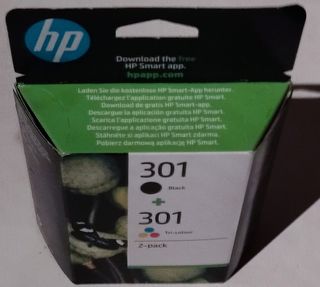 hp
Download the free
HP Smart app.
hpapp.com
Laden Sie kostenlose HP Smart-App herunter.
Téléchargez l'application gratuite HP Smart.
Download de gratis HP Smart-app.
Descargue la aplicación gratuita HP Smart.
Scarica l'applicazione gratuita HP Smart.
Descarregue a aplicação gratuita HP Smart.
Stáhněte si aplikaci HP Smart zdarma.
Pobierz darmową aplikację HP Smart.
301
Black
+
301
Tri-colour
2-pack